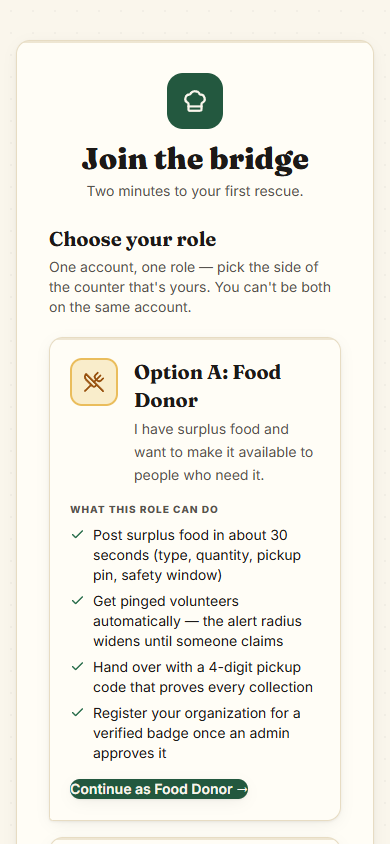 Join the bridge
Two minutes to your first rescue.
Choose your role
One account, one role — pick the side of
the counter that's yours. You can't be both
on the same account.
Option A: Food
Donor
I have surplus food and
want to make it available to
people who need it.
WHAT THIS ROLE CAN DO
Post surplus food in about 30
seconds (type, quantity, pickup
pin, safety window)
Get pinged volunteers
automatically — the alert radius
widens until someone claims
Hand over with a 4-digit pickup
code that proves every collection
Register your organization for a
verified badge once an admin
approves it
Continue as Food Donor →